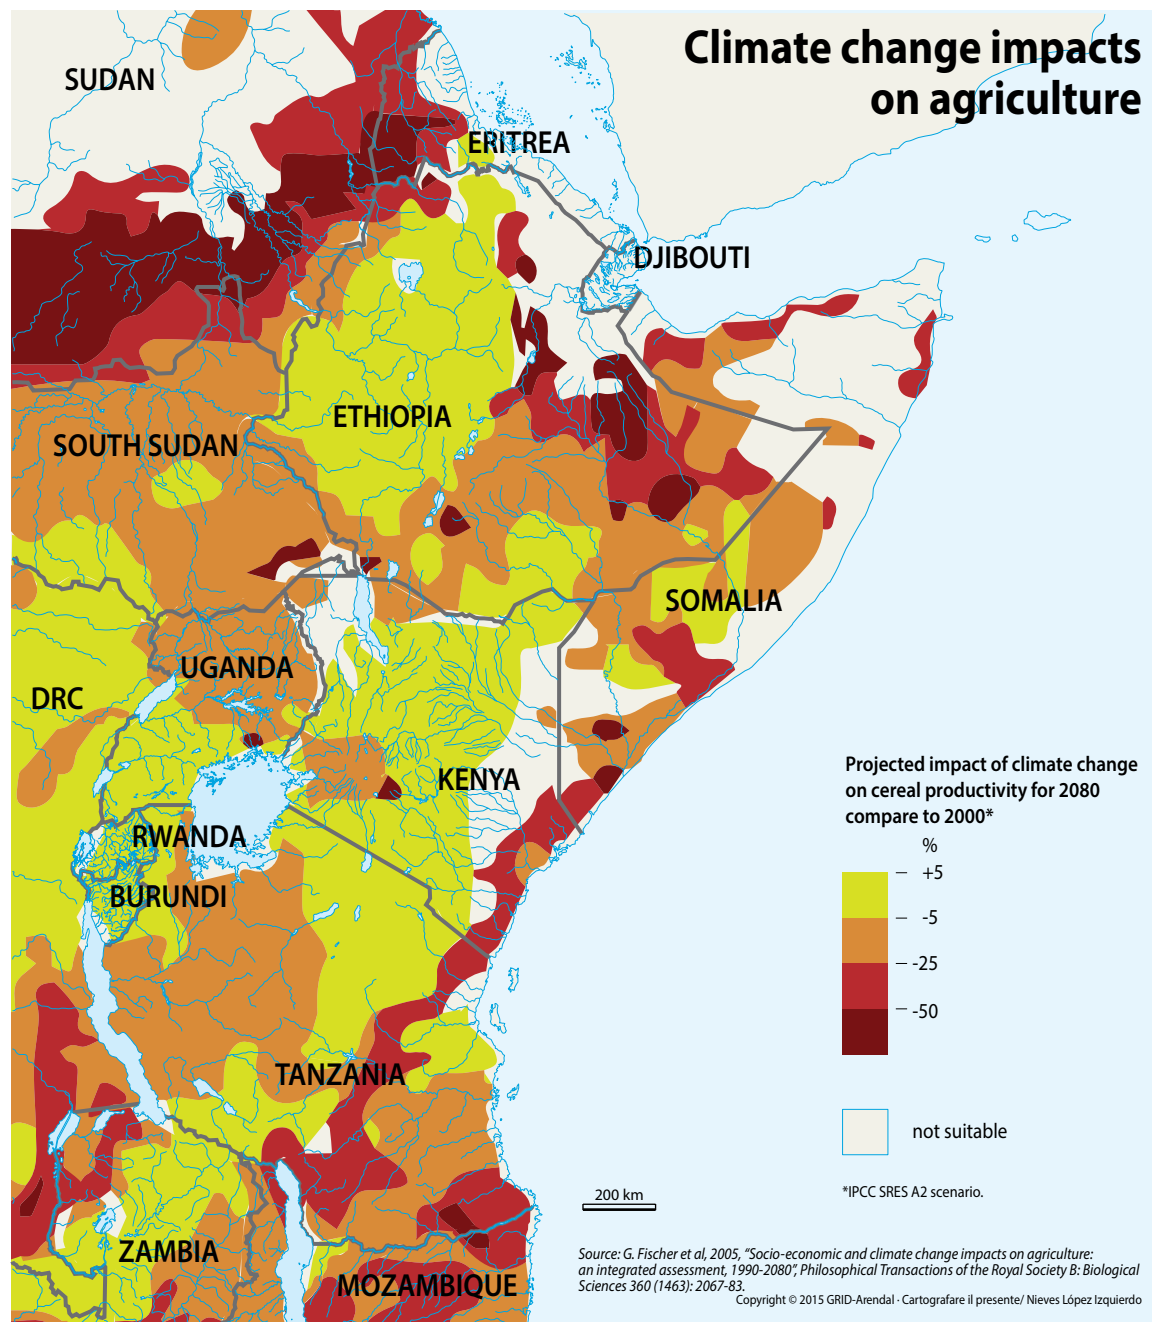 Climate change impacts
on agriculture
SUDAN
ERITREA
DJIBOUTI
ETHIOPIA
SOUTH SUDAN
SOMALIA
UGANDA
DRC
KENYA
RWANDA
BURUNDI
TANZANIA
ZAMBIA
MOZAMBIQUE
Projected impact of climate change
on cereal productivity for 2080
compare to 2000*
%
+5
-5
-25
-50
not suitable
*IPCC SRES A2 scenario.
200 km
Source: G. Fischer et al, 2005, “Socio-economic and climate change impacts on agriculture:
an integrated assessment, 1990-2080”, Philosophical Transactions of the Royal Society B: Biological
Sciences 360 (1463): 2067-83.
Copyright © 2015 GRID-Arendal · Cartografare il presente/ Nieves López Izquierdo